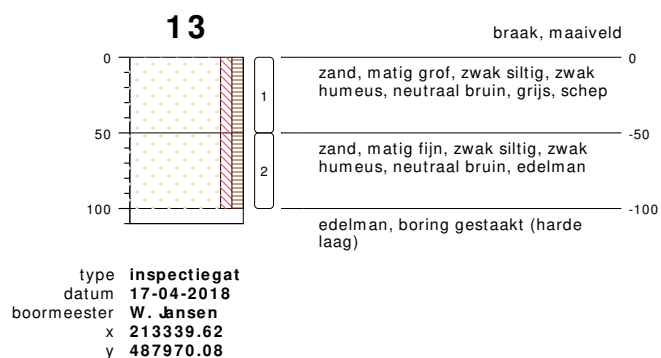 13
braak, maaiveld
0
0
zand, matig grof, zwak siltig, zwak
humeus, neutraal bruin, grijs, schep
1
50
-50
zand, matig fijn, zwak siltig, zwak
humeus, neutraal bruin, edelman
2
100
-100
edelman, boring gestaakt (harde
laag)
type inspectiegat
datum 17-04-2018
boormeester W. Jansen
x 213339.62
y 487970.08